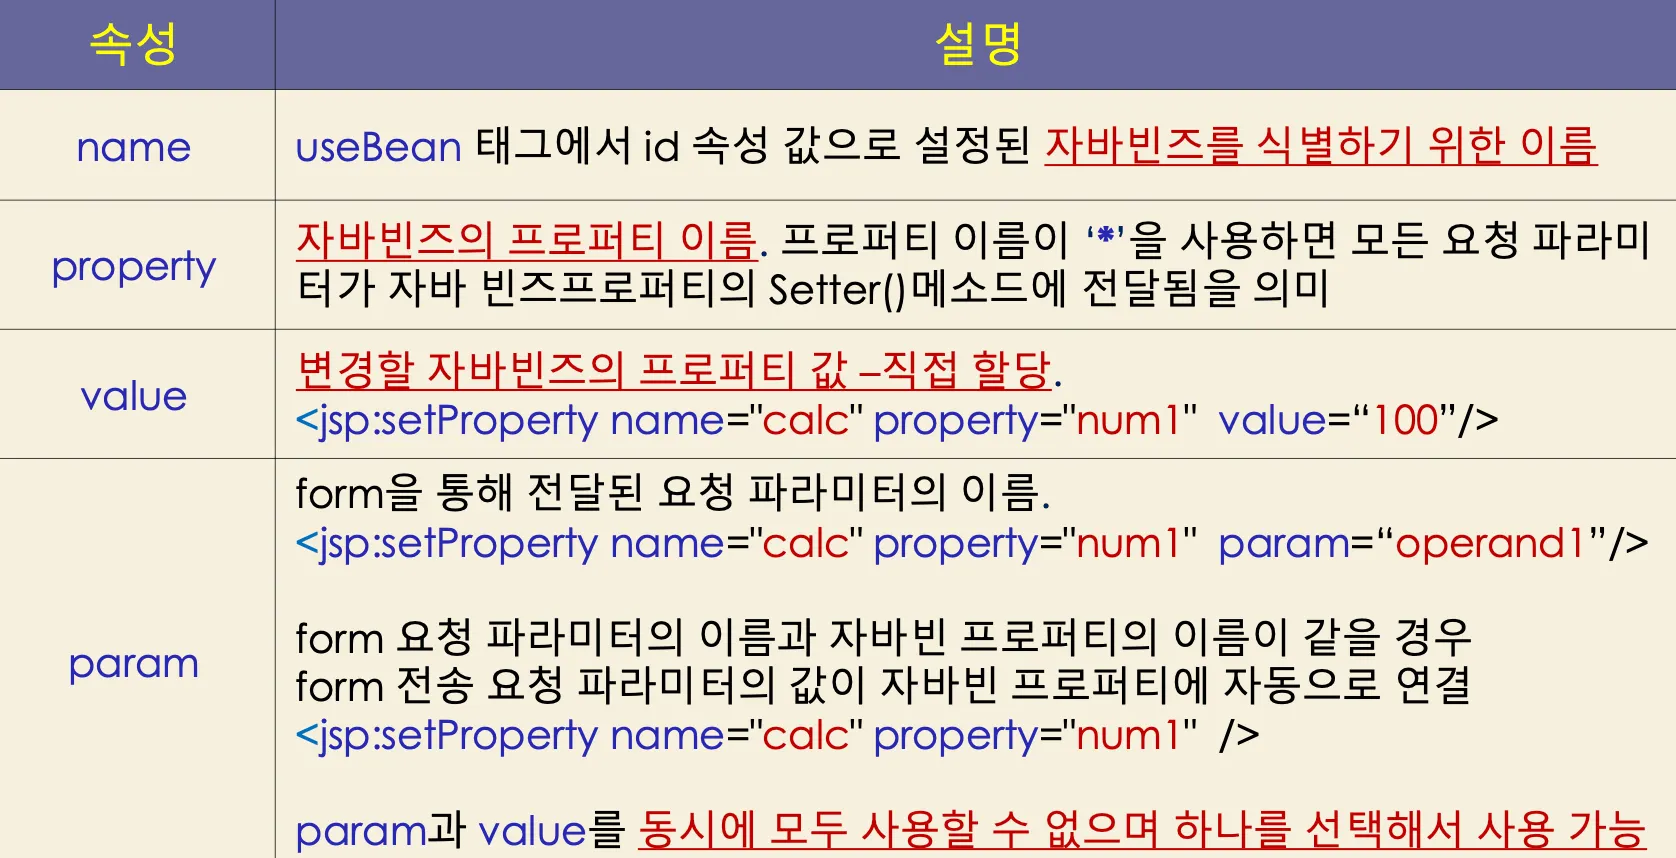 속성 설명
name useBean 태그에서 id 속성 값으로 설정된 자바빈즈를 식별하기 위한 이름
property 자바빈즈의 프로퍼티 이름. 프로퍼티 이름이 ‘*’을 사용하면 모든 요청 파라미
터가 자바 빈즈프로퍼티의 Setter()메소드에 전달됨을 의미
value 변경할 자바빈즈의 프로퍼티 값 –직접 할당.
<jsp:setProperty name="calc" property="num1" value=“100”/>
param form을 통해 전달된 요청 파라미터의 이름.
<jsp:setProperty name="calc" property="num1" param=“operand1”/>
form 요청 파라미터의 이름과 자바빈 프로퍼티의 이름이 같을 경우
form 전송 요청 파라미터의 값이 자바빈 프로퍼티에 자동으로 연결
<jsp:setProperty name="calc" property="num1" />
param과 value를 동시에 모두 사용할 수 없으며 하나를 선택해서 사용 가능